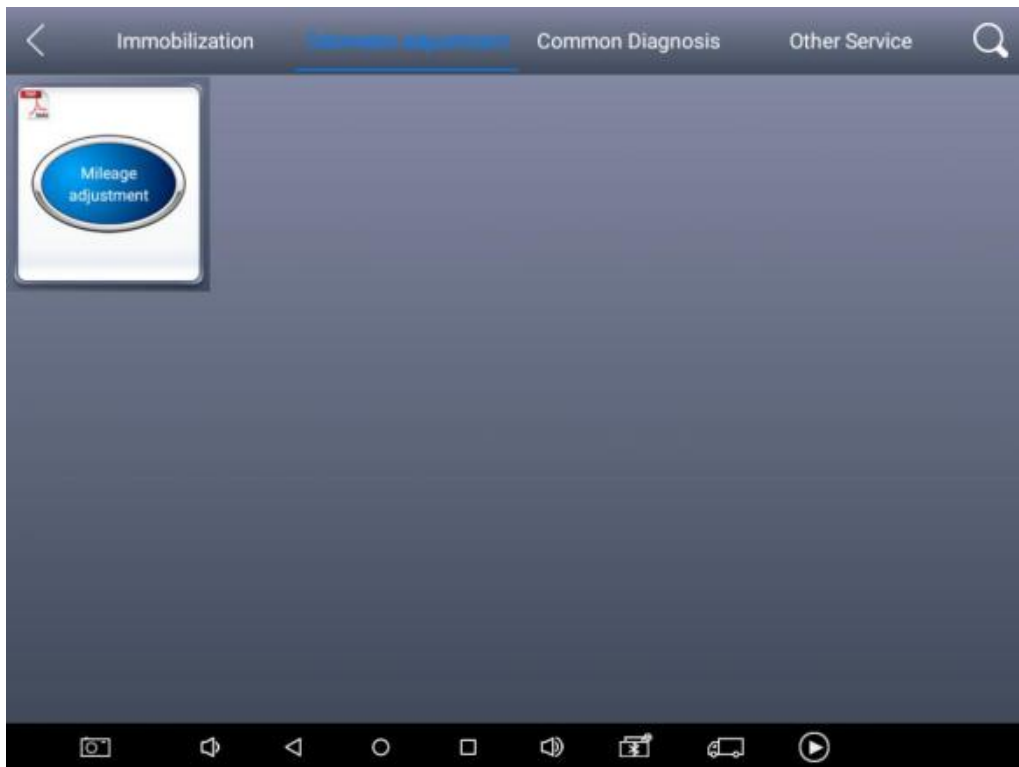 Immobilization
Common Diagnosis
Other Service
Mileage
adjustment